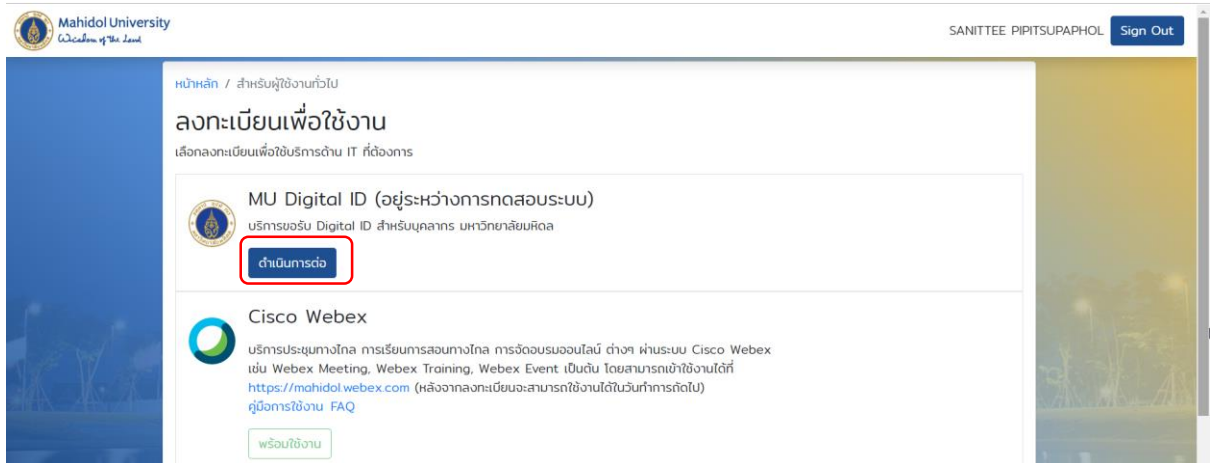 Mahidol University
Wisdom of the Land
SANITTEE PIPITSUPAPHOL
Sign Out
หน้าหลัก / สำหรับผู้ใช้งานทั่วไป
ลงทะเบียนเพื่อใช้งาน
เลือกลงทะเบียนเพื่อใช้บริการด้าน IT ที่ต้องการ
MU Digital ID (อยู่ระหว่างการทดสอบระบบ)
บริการขอรับ Digital ID สำหรับบุคลากร มหาวิทยาลัยมหิดล
ดำเนินการต่อ
Cisco Webex
บริการประชุมทางไกล การเรียนการสอนทางไกล การจัดอบรมออนไลน์ ต่างๆ ผ่านระบบ Cisco Webex
เช่น Webex Meeting, Webex Training, Webex Event เป็นต้น โดยสามารถเข้าใช้งานได้ที่
https://mahidol.webex.com (หลังจากลงทะเบียนจะสามารถใช้งานได้ในวันทำการถัดไป)
คู่มือการใช้งาน FAQ
พร้อมใช้งาน